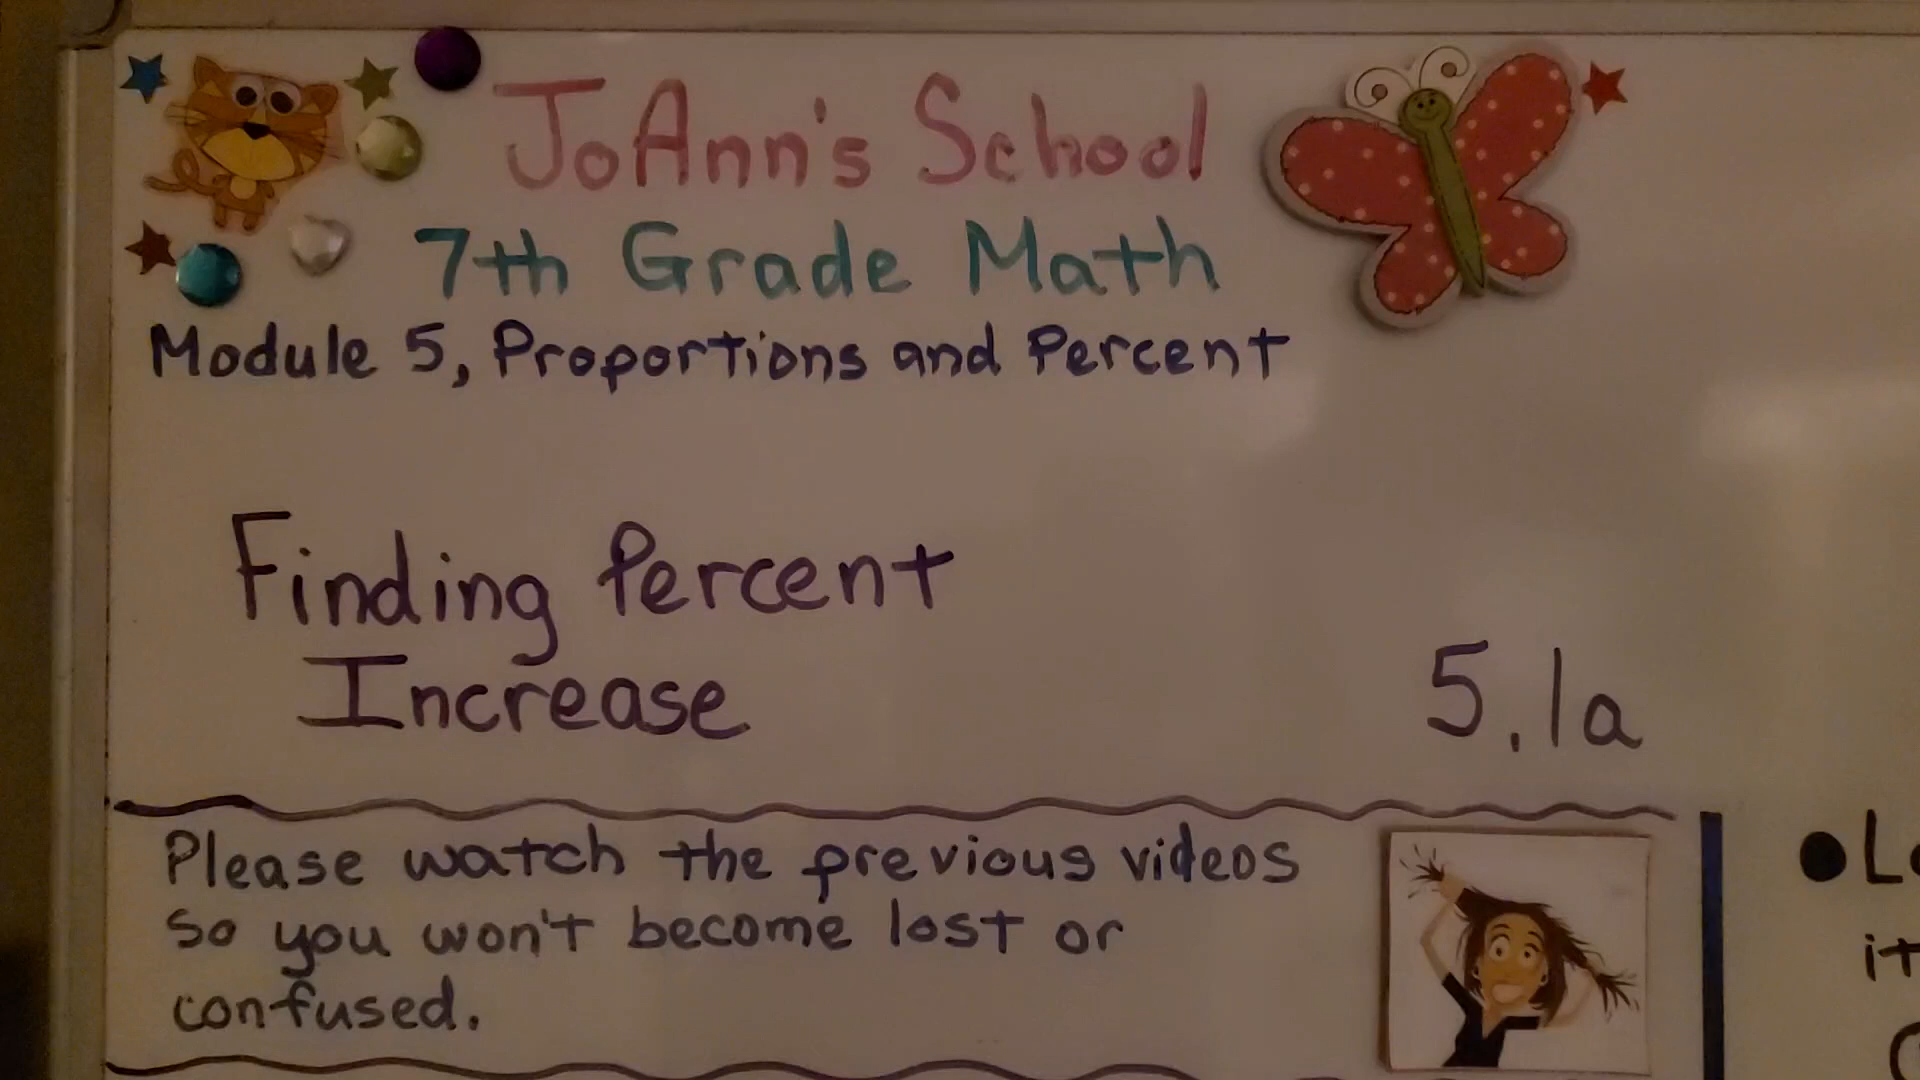 JoAnn's School
7th Grade Math
Module 5, Proportions and Percent
Finding Percent
Increase
5.1a
Please watch the previous videos
so you won't become lost or
confused.
it